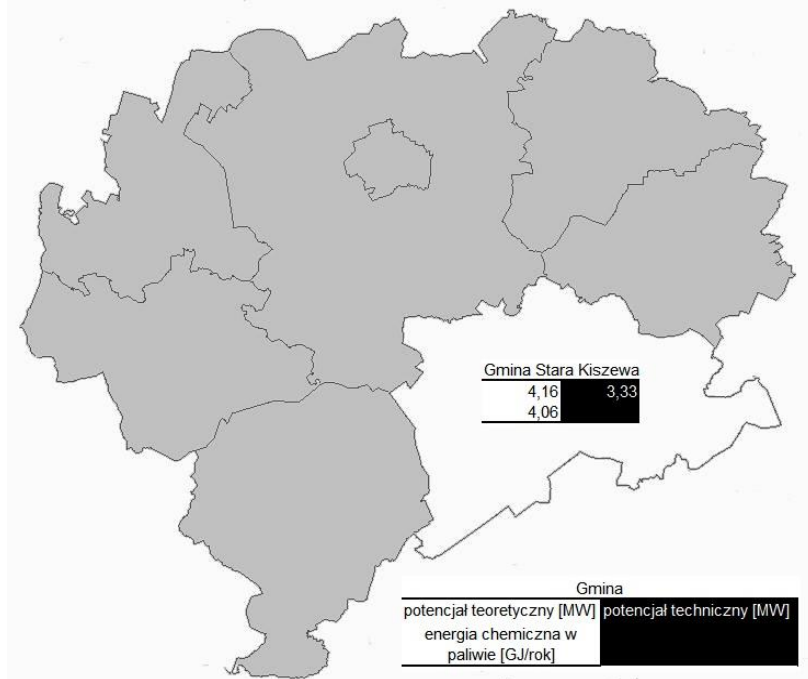 Gmina Stara Kiszewa
4,16 3,33
4,06
Gmina
potencjał teoretyczny [MW] potencjał techniczny [MW]
energia chemiczna w
paliwie [GJ/rok]